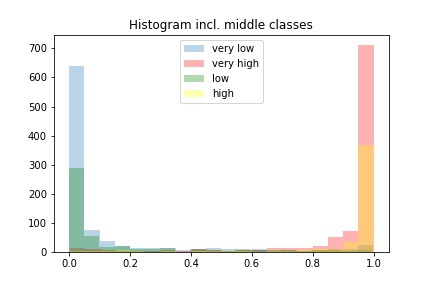 Histogram incl. middle classes
700
600
500
400
300
200
100
0
very low
very high
low
high
0.0 0.2 0.4 0.6 0.8 1.0